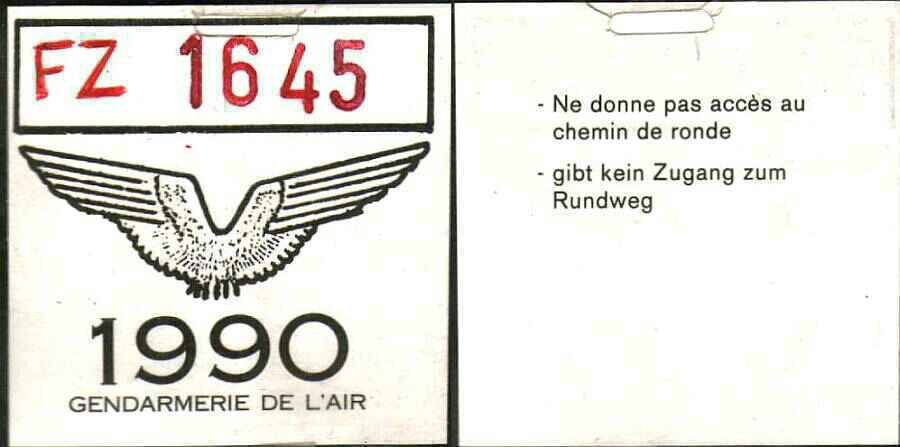 FZ 1645
1990
GENDARMERIE DE L'AIR
- Ne donne pas accès au
chemin de ronde
- gibt kein Zugang zum
Rundweg